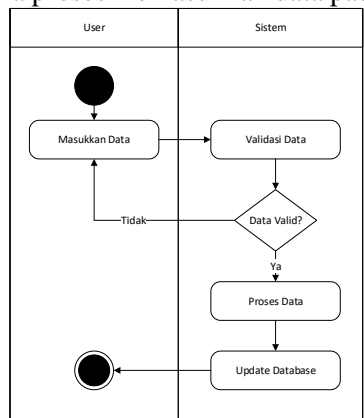 User
Sistem
Masukkan Data
Validasi Data
Data Valid?
Tidak
Ya
Proses Data
Update Database